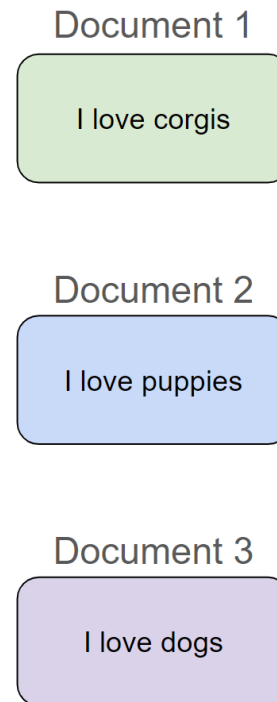 Document 1
I love corgis
Document 2
I love puppies
Document 3
I love dogs